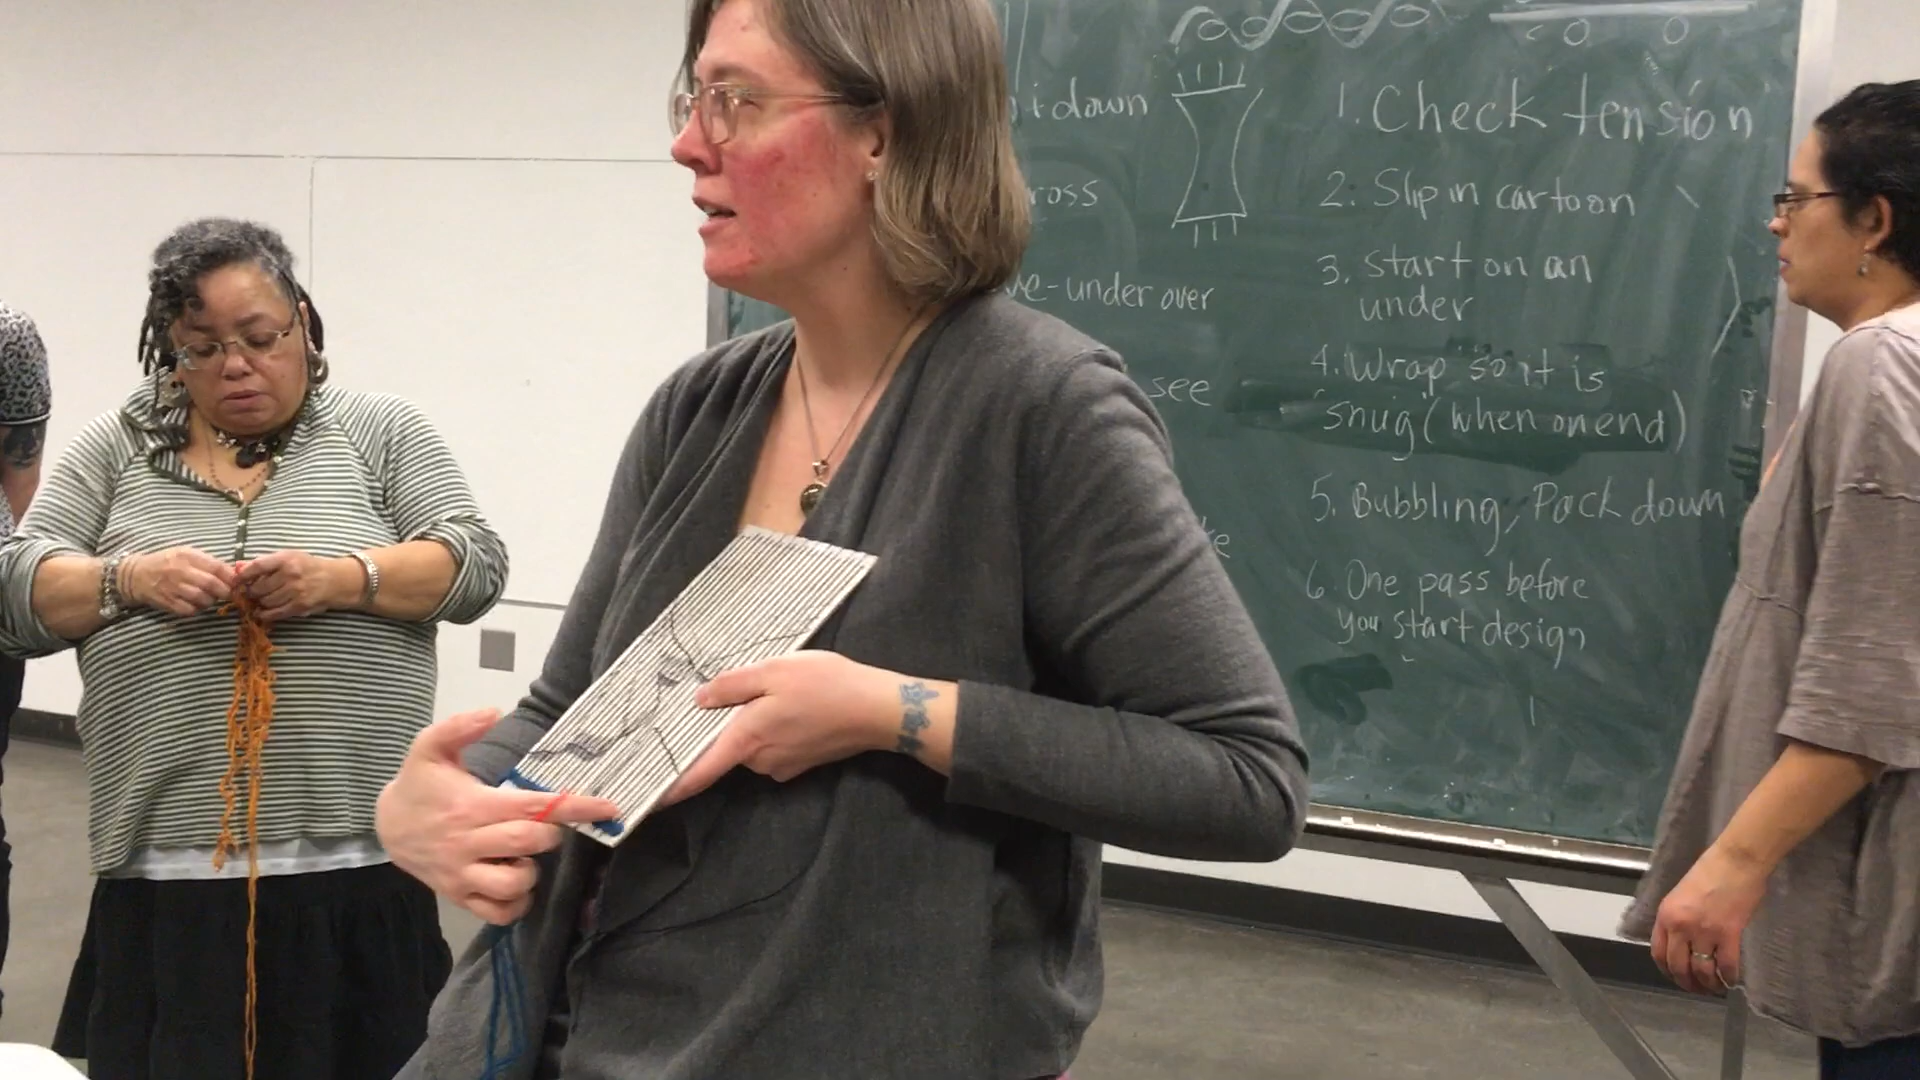 down
ross
ve-under over
see
1. Check tension
2. Slip in cartoon
3. start on an
under
4. Wrap so it is
"snug" (when on end)
5. Bubbling, Pack down
6. One pass before
you start design